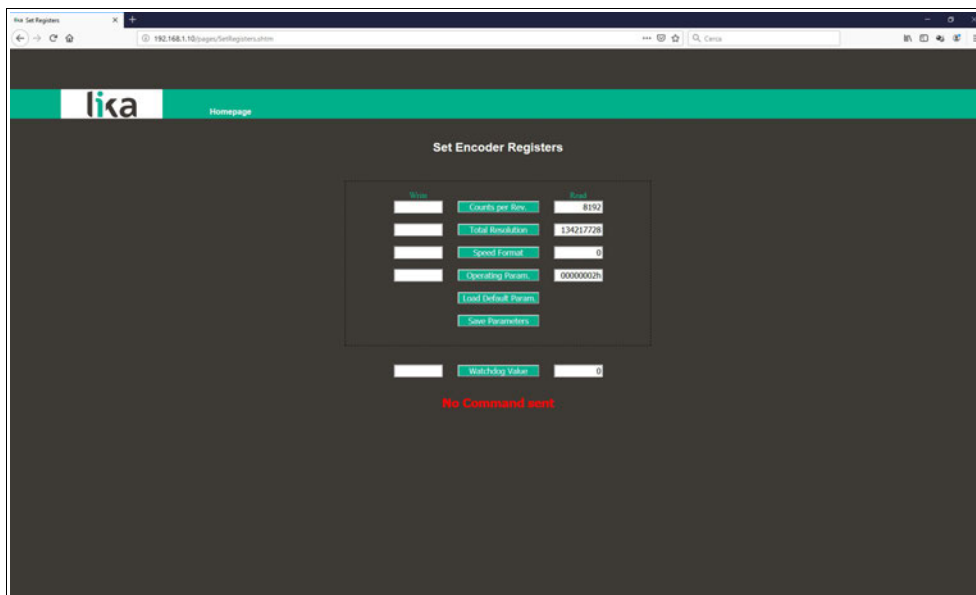 lika Set Registers
192.168.1.10/pages/SetRegisters.shtm
Cerca
lika
Homepage
Set Encoder Registers
Write Read
Counts per Rev. 8192
Total Resolution 134217728
Speed Format 0
Operating Param. 00000002h
Load Default Param.
Save Parameters
Watchdog Value 0
No Command sent